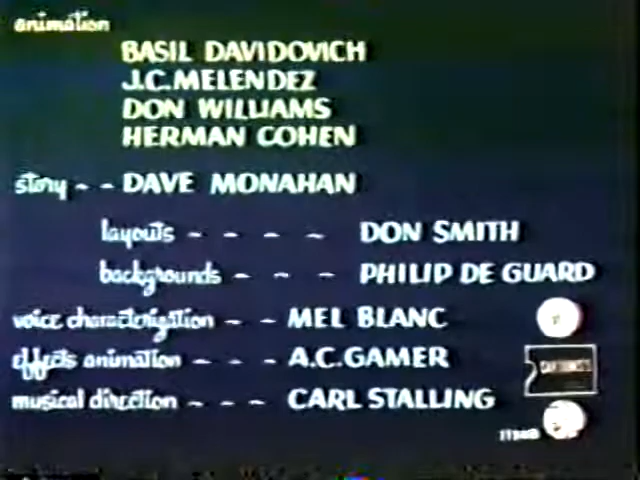 animation
BASIL DAVIDOVICH
J.C.MELENDEZ
DON WILLIAMS
HERMAN COHEN
story - - DAVE MONAHAN
layouts - - - - DON SMITH
backgrounds - - - PHILIP DE GUARD
voice characterization - - MEL BLANC
effects animation - - - A.C.GAMER
musical direction - - - CARL STALLING